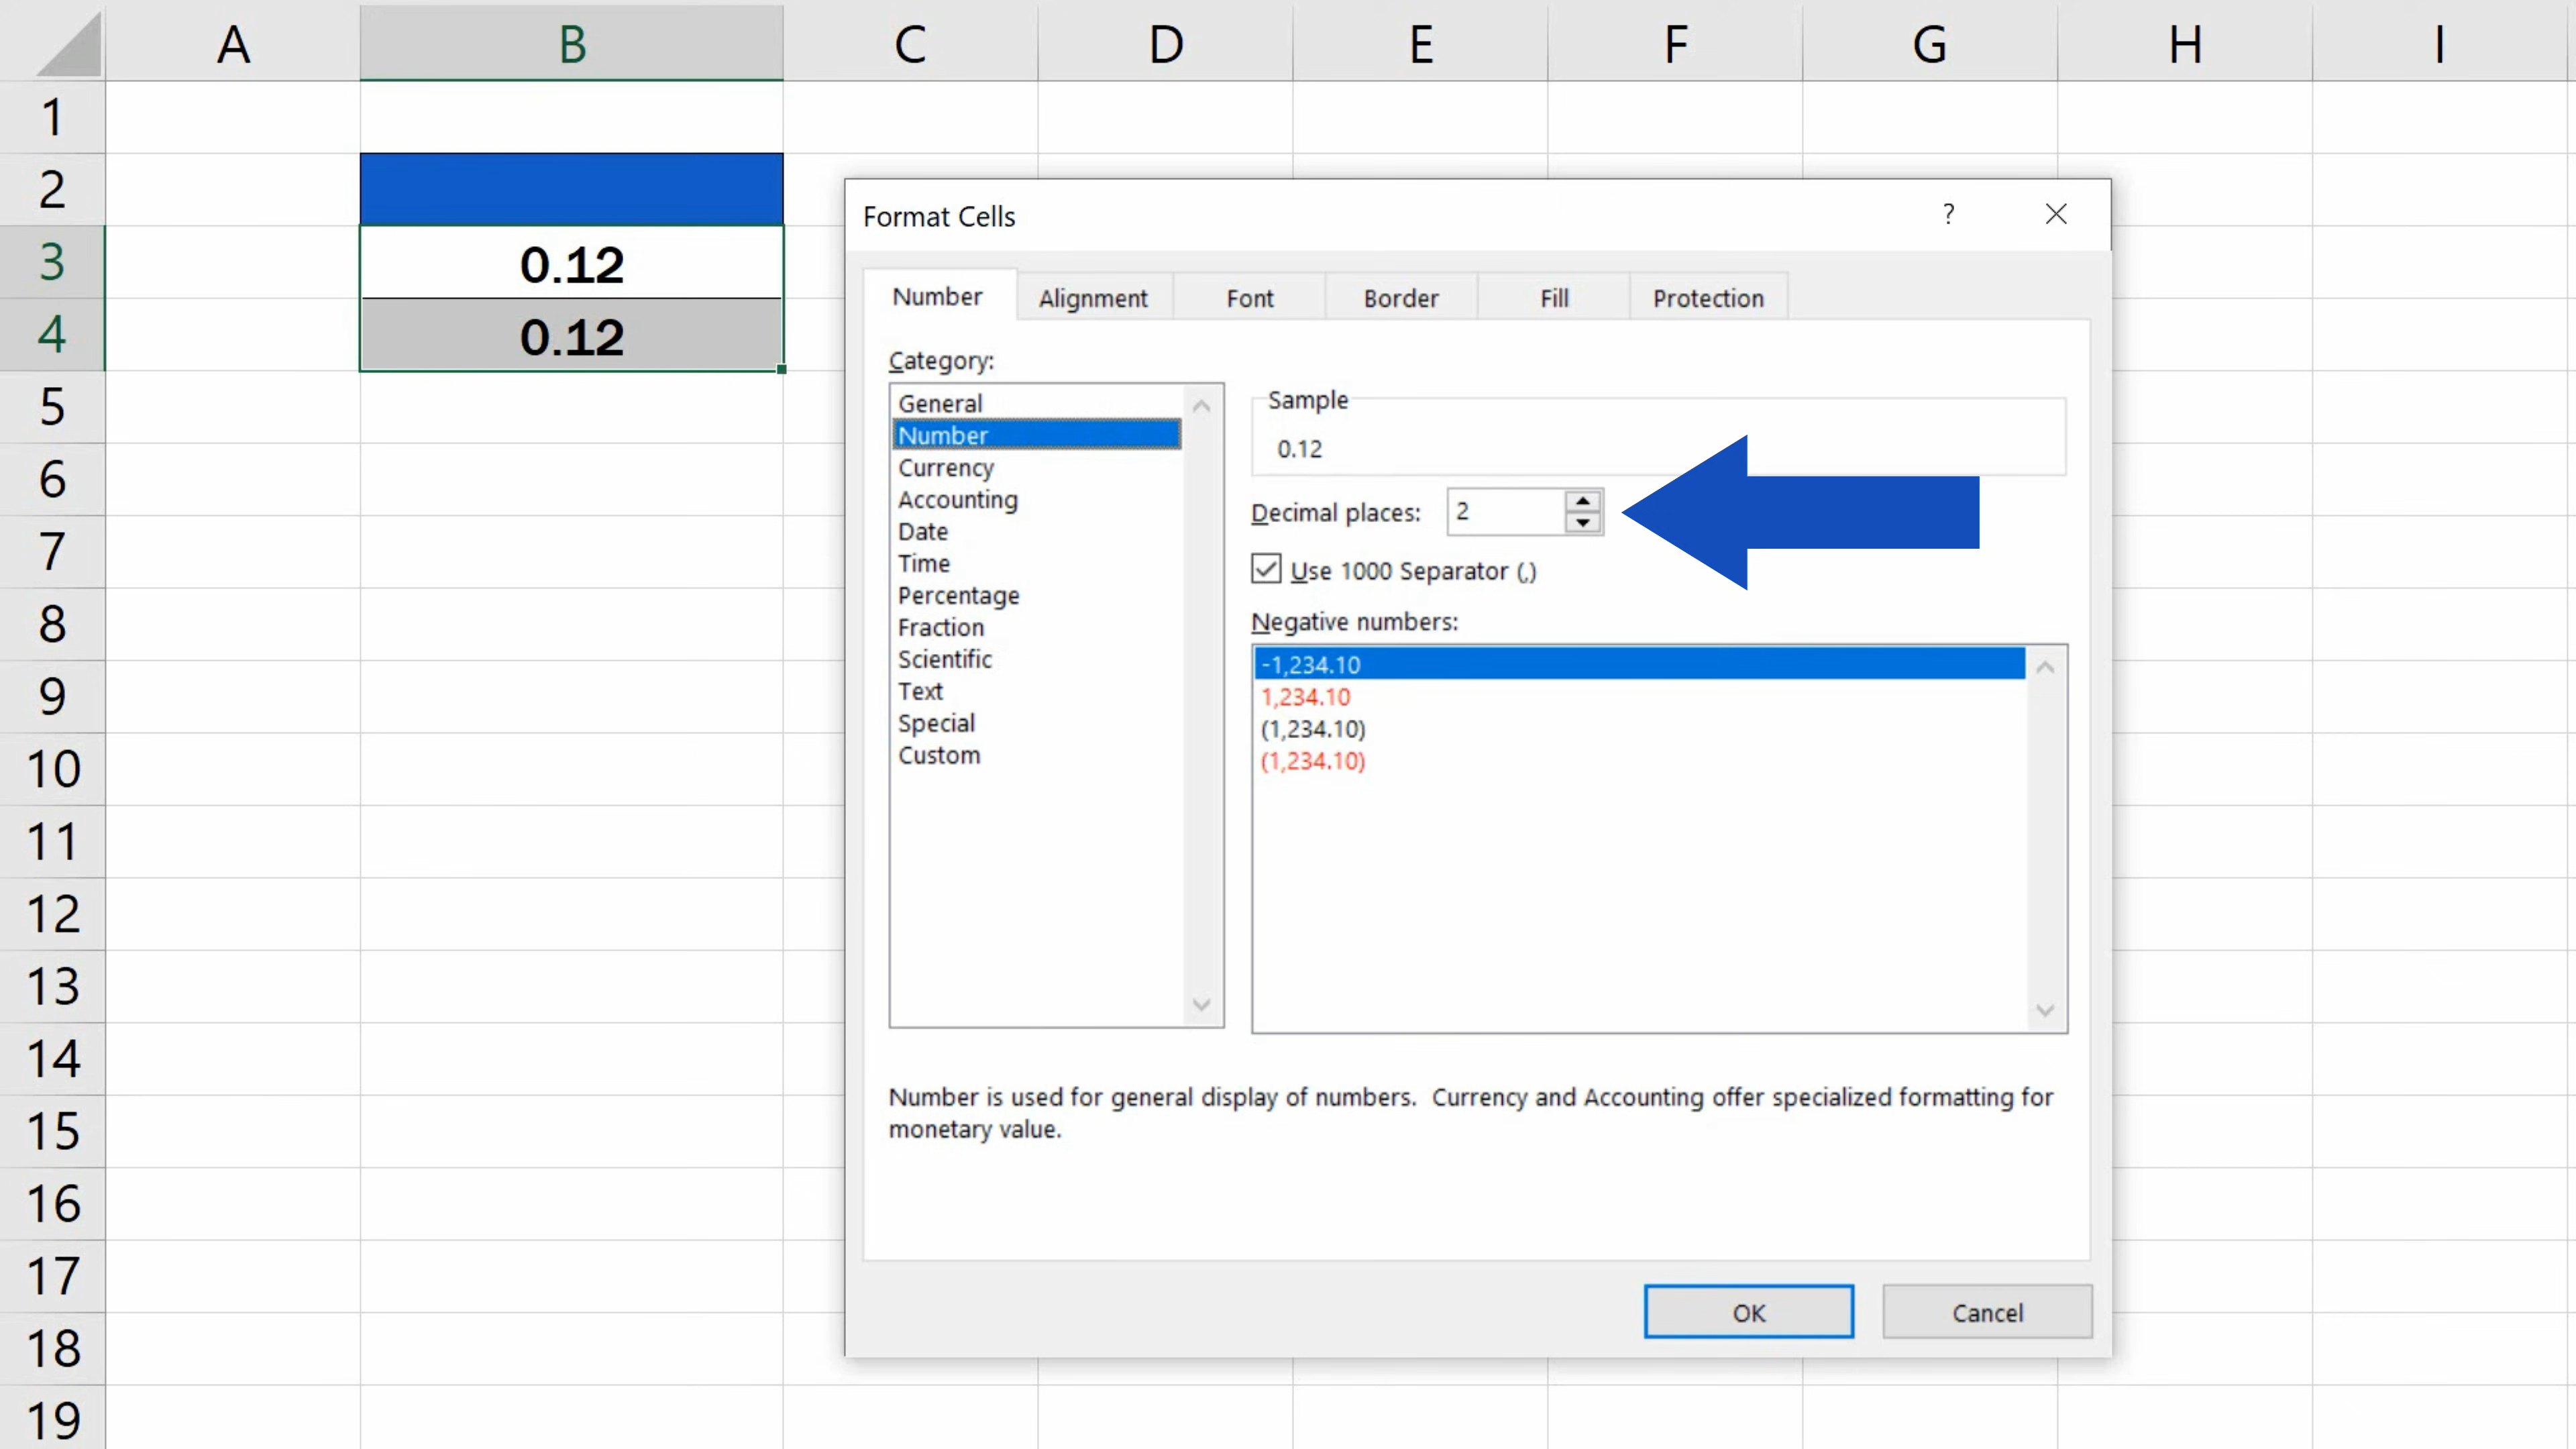 A B C D E F G H I
1
2
3 0.12
4 0.12
5
6
7
8
9
10
11
12
13
14
15
16
17
18
19
Format Cells ?
Number Alignment Font Border Fill Protection
Category:
General
Number
Currency
Accounting
Date
Time
Percentage
Fraction
Scientific
Text
Special
Custom
Sample
0.12
Decimal places: 2
Use 1000 Separator (,)
Negative numbers:
-1,234.10
1,234.10
(1,234.10)
(1,234.10)
Number is used for general display of numbers. Currency and Accounting offer specialized formatting for
monetary value.
OK Cancel